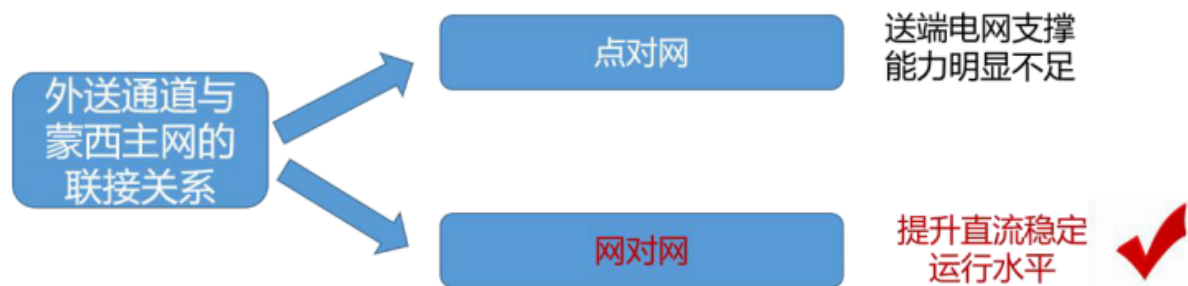 外送通道与
蒙西主网的
联接关系
点对网
送端电网支撑
能力明显不足
网对网
提升直流稳定
运行水平